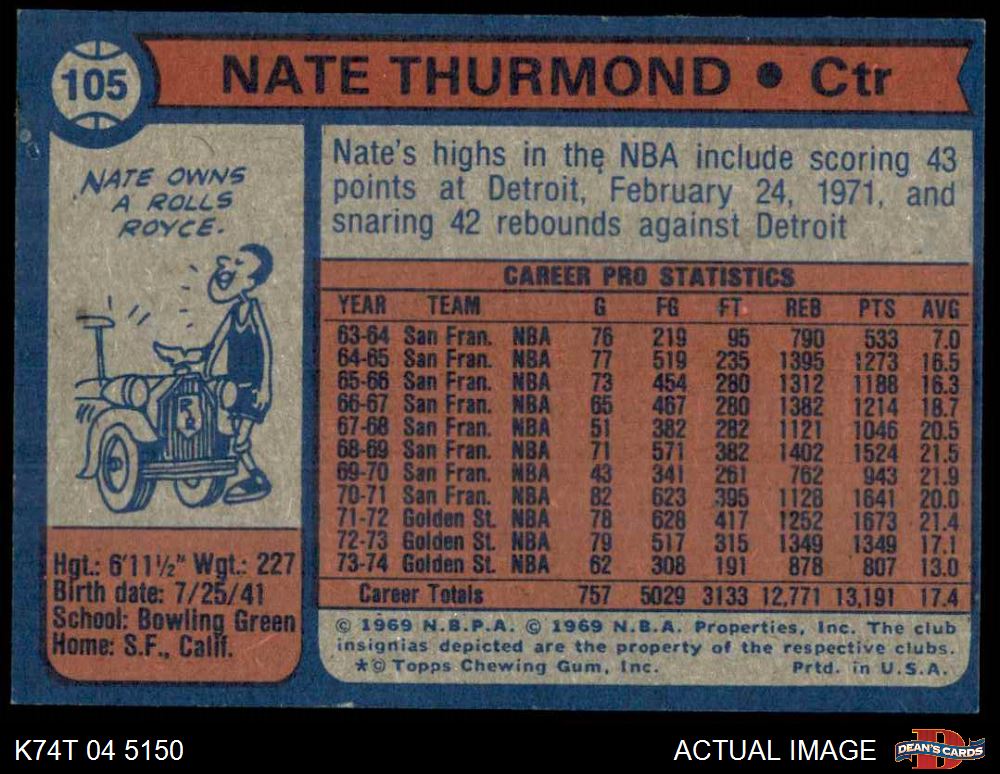 105
NATE THURMOND • Ctr
NATE OWNS
A ROLLS
ROYCE.
Nate's highs in the NBA include scoring 43
points at Detroit, February 24, 1971, and
snaring 42 rebounds against Detroit
CAREER PRO STATISTICS
YEAR TEAM G FG FT REB PTS AVG
63-64 San Fran. NBA 76 219 95 790 533 7.0
64-65 San Fran. NBA 77 519 235 1395 1273 16.5
65-66 San Fran. NBA 73 454 280 1312 1188 16.3
66-67 San Fran. NBA 65 467 280 1382 1214 18.7
67-68 San Fran. NBA 51 382 282 1121 1046 20.5
68-69 San Fran. NBA 71 571 382 1402 1524 21.5
69-70 San Fran. NBA 43 341 261 762 943 21.9
70-71 San Fran. NBA 82 623 395 1128 1641 20.0
71-72 Golden St. NBA 78 628 417 1252 1673 21.4
72-73 Golden St. NBA 79 517 315 1349 1349 17.1
73-74 Golden St. NBA 62 308 191 878 807 13.0
Career Totals 757 5029 3133 12,771 13,191 17.4
Hgt.: 6'11½" Wgt.: 227
Birth date: 7/25/41
School: Bowling Green
Home: S.F., Calif.
© 1969 N.B.P.A. © 1969 N.B.A. Properties, Inc. The club
insignias depicted are the property of the respective clubs.
*© Topps Chewing Gum, Inc. Prtd. in U.S.A.
K74T 04 5150
ACTUAL IMAGE
DEAN'S CARDS